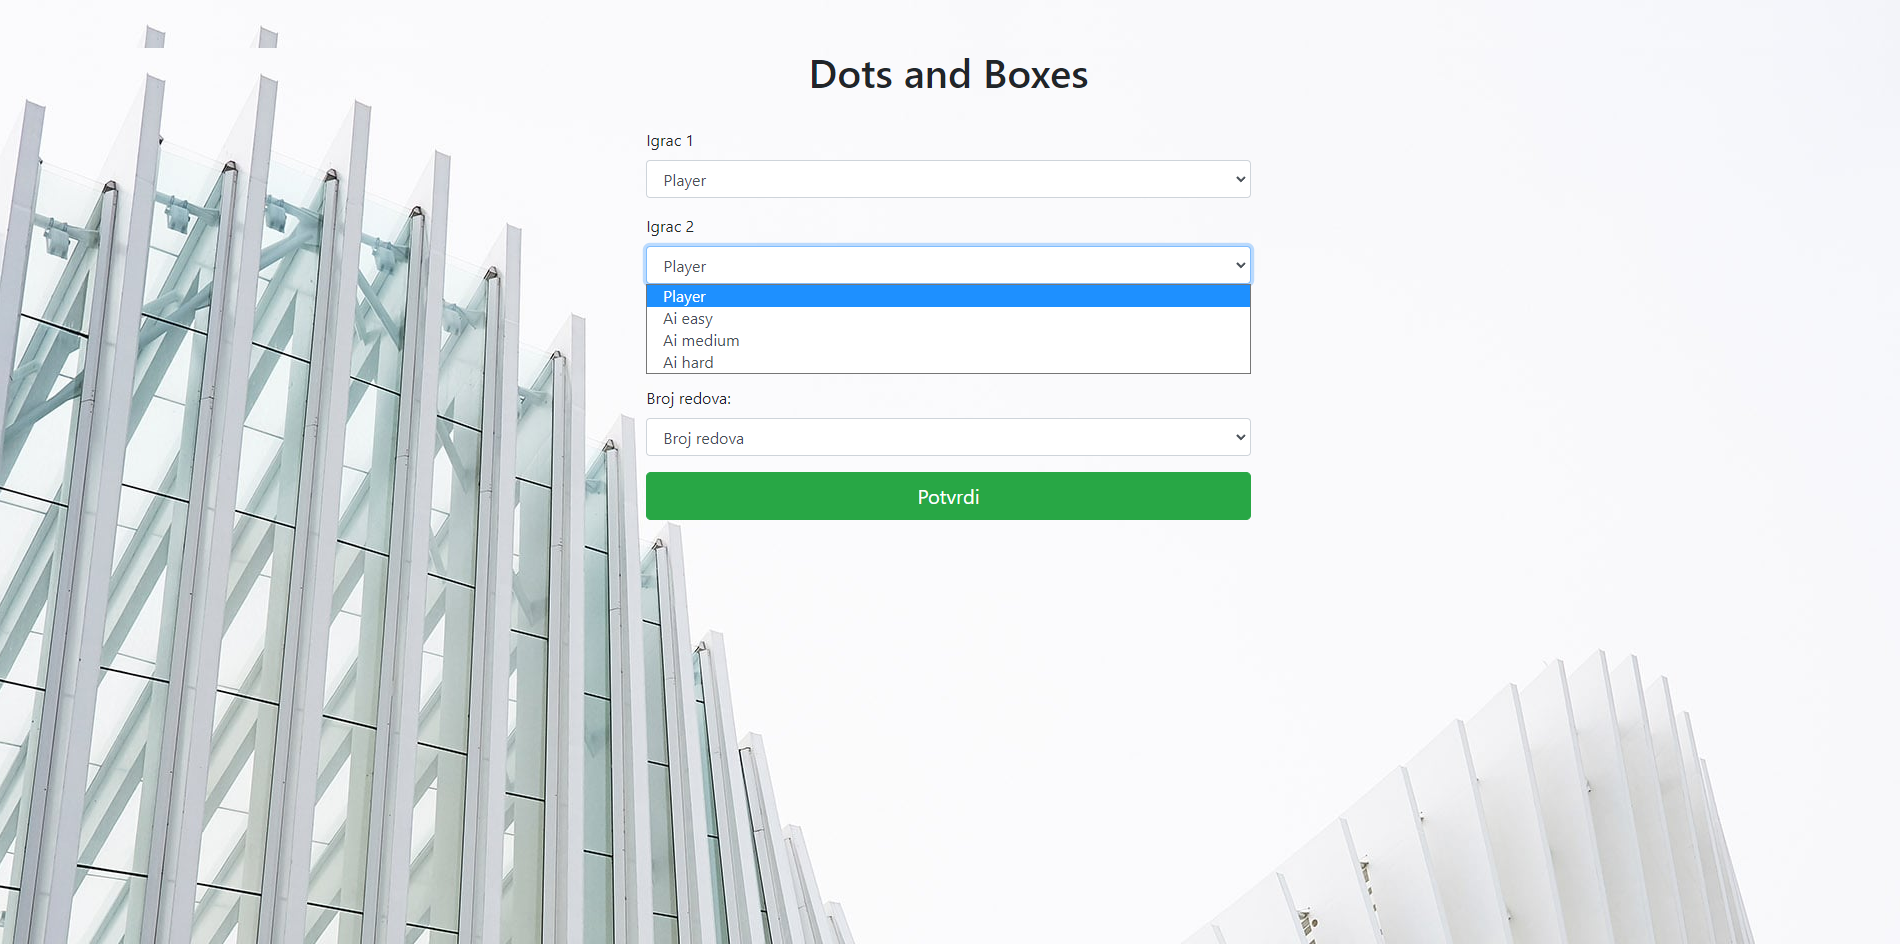 Dots and Boxes
Igrac 1
Player
Igrac 2
Player
Player
Ai easy
Ai medium
Ai hard
Broj redova:
Broj redova
Potvrdi